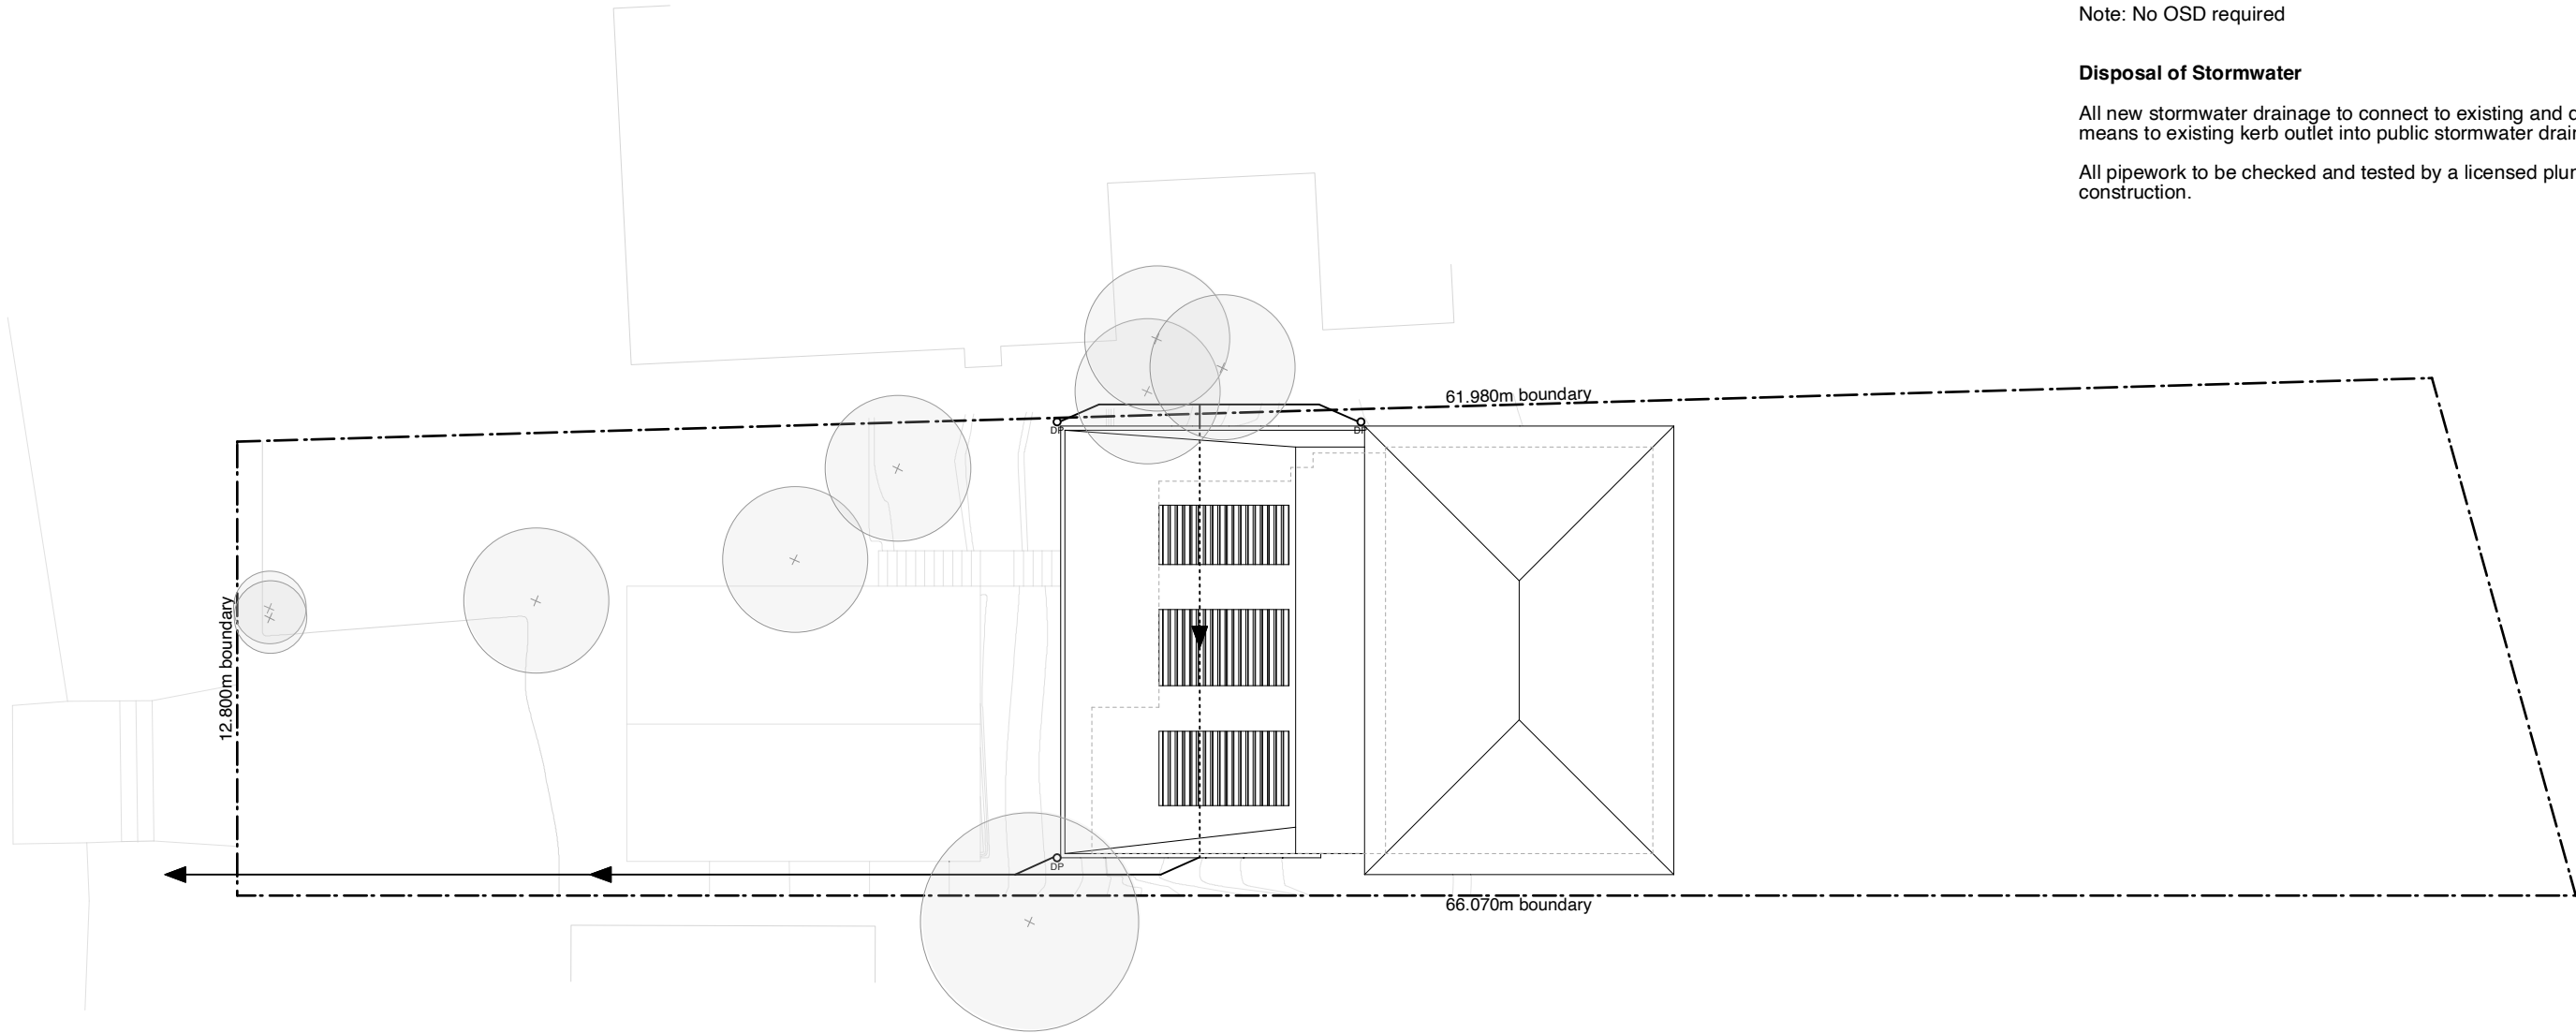 Note: No OSD required
Disposal of Stormwater
All new stormwater drainage to connect to existing and
means to existing kerb outlet into public stormwater
All pipework to be checked and tested by a licensed
construction.
61.980m boundary
DP
DP
12.800m boundary
DP
66.070m boundary